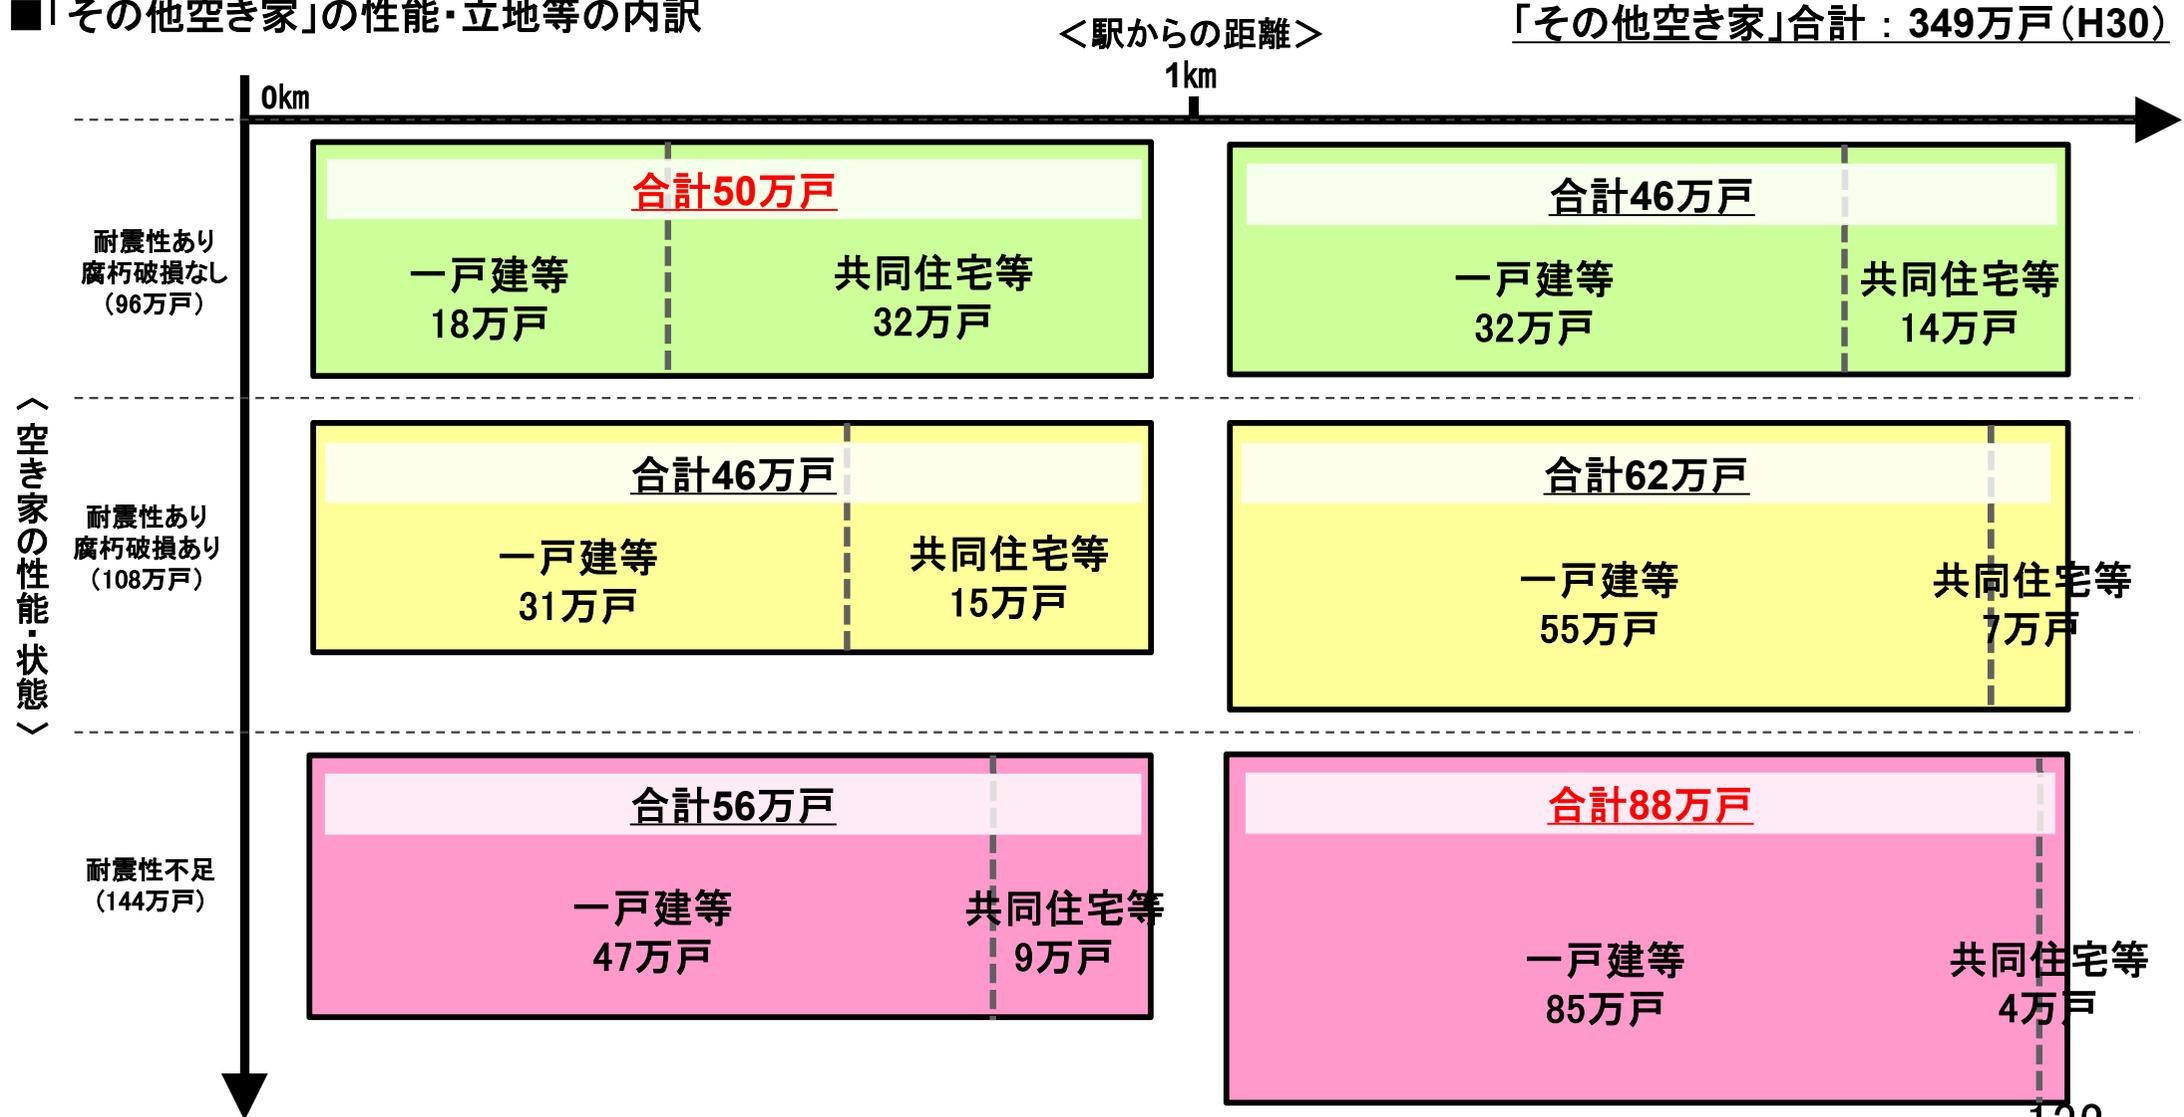 ■「その他空き家」の性能・立地等の内訳
＜駅からの距離＞
「その他空き家」合計：349万戸（H30）
0km
1km
耐震性あり
腐朽破損なし
（96万戸）
合計50万戸
一戸建等
18万戸
共同住宅等
32万戸
合計46万戸
一戸建等
32万戸
共同住宅等
14万戸
＜空き家の性能・状態＞
耐震性あり
腐朽破損あり
（108万戸）
合計46万戸
一戸建等
31万戸
共同住宅等
15万戸
合計62万戸
一戸建等
55万戸
共同住宅等
7万戸
耐震性不足
（144万戸）
合計56万戸
一戸建等
47万戸
共同住宅等
9万戸
合計88万戸
一戸建等
85万戸
共同住宅等
4万戸